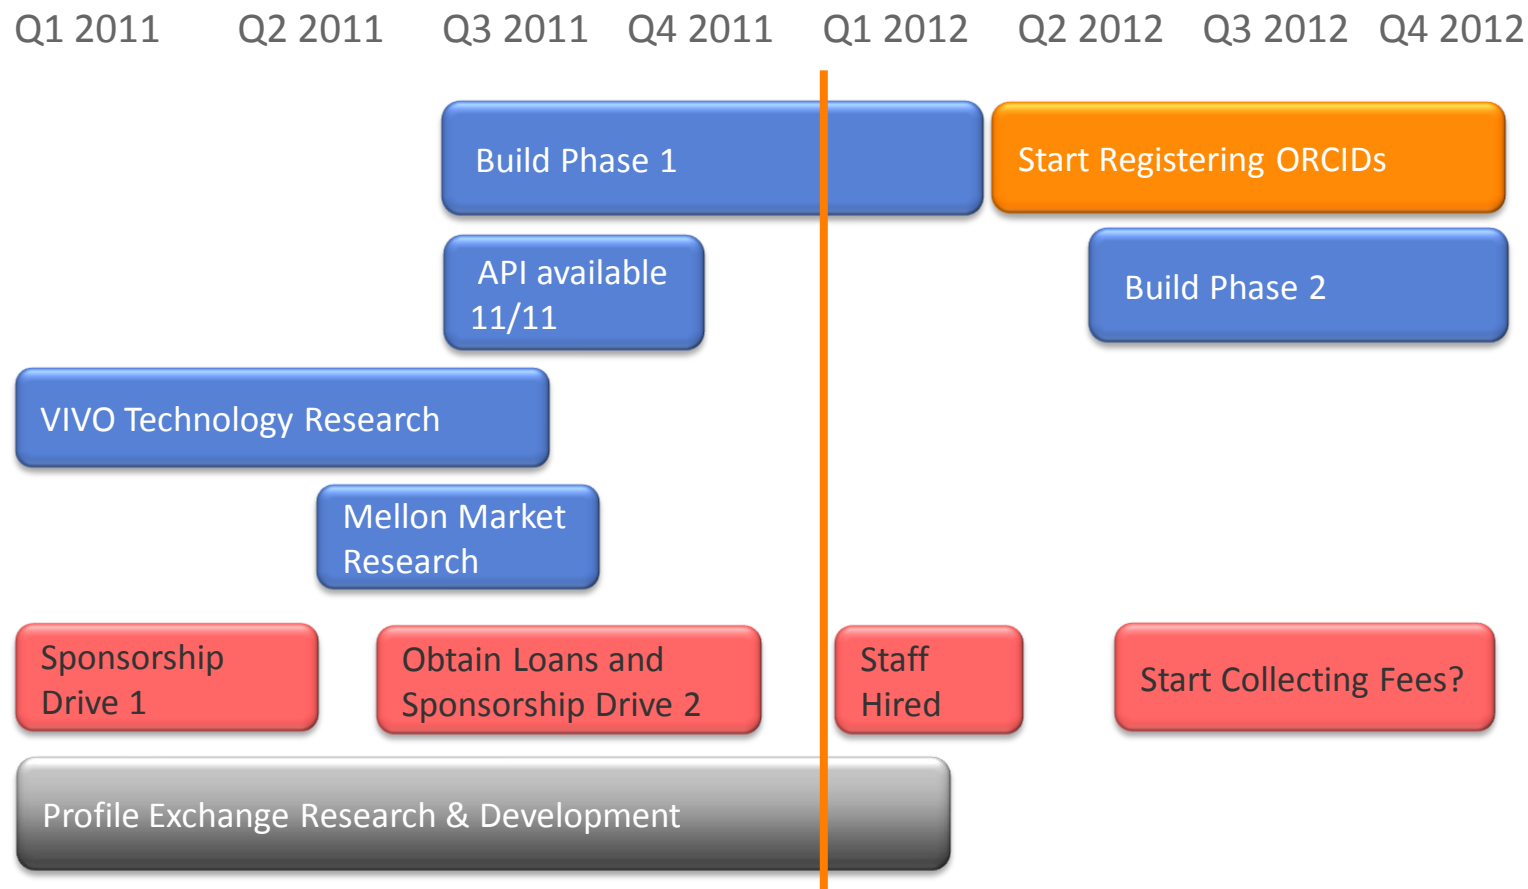 Q1 2011 Q2 2011 Q3 2011 Q4 2011 Q1 2012 Q2 2012 Q3 2012 Q4 2012
Build Phase 1
Start Registering ORCIDs
API available
11/11
Build Phase 2
VIVO Technology Research
Mellon Market
Research
Sponsorship
Drive 1
Obtain Loans and
Sponsorship Drive 2
Staff
Hired
Start Collecting Fees?
Profile Exchange Research & Development